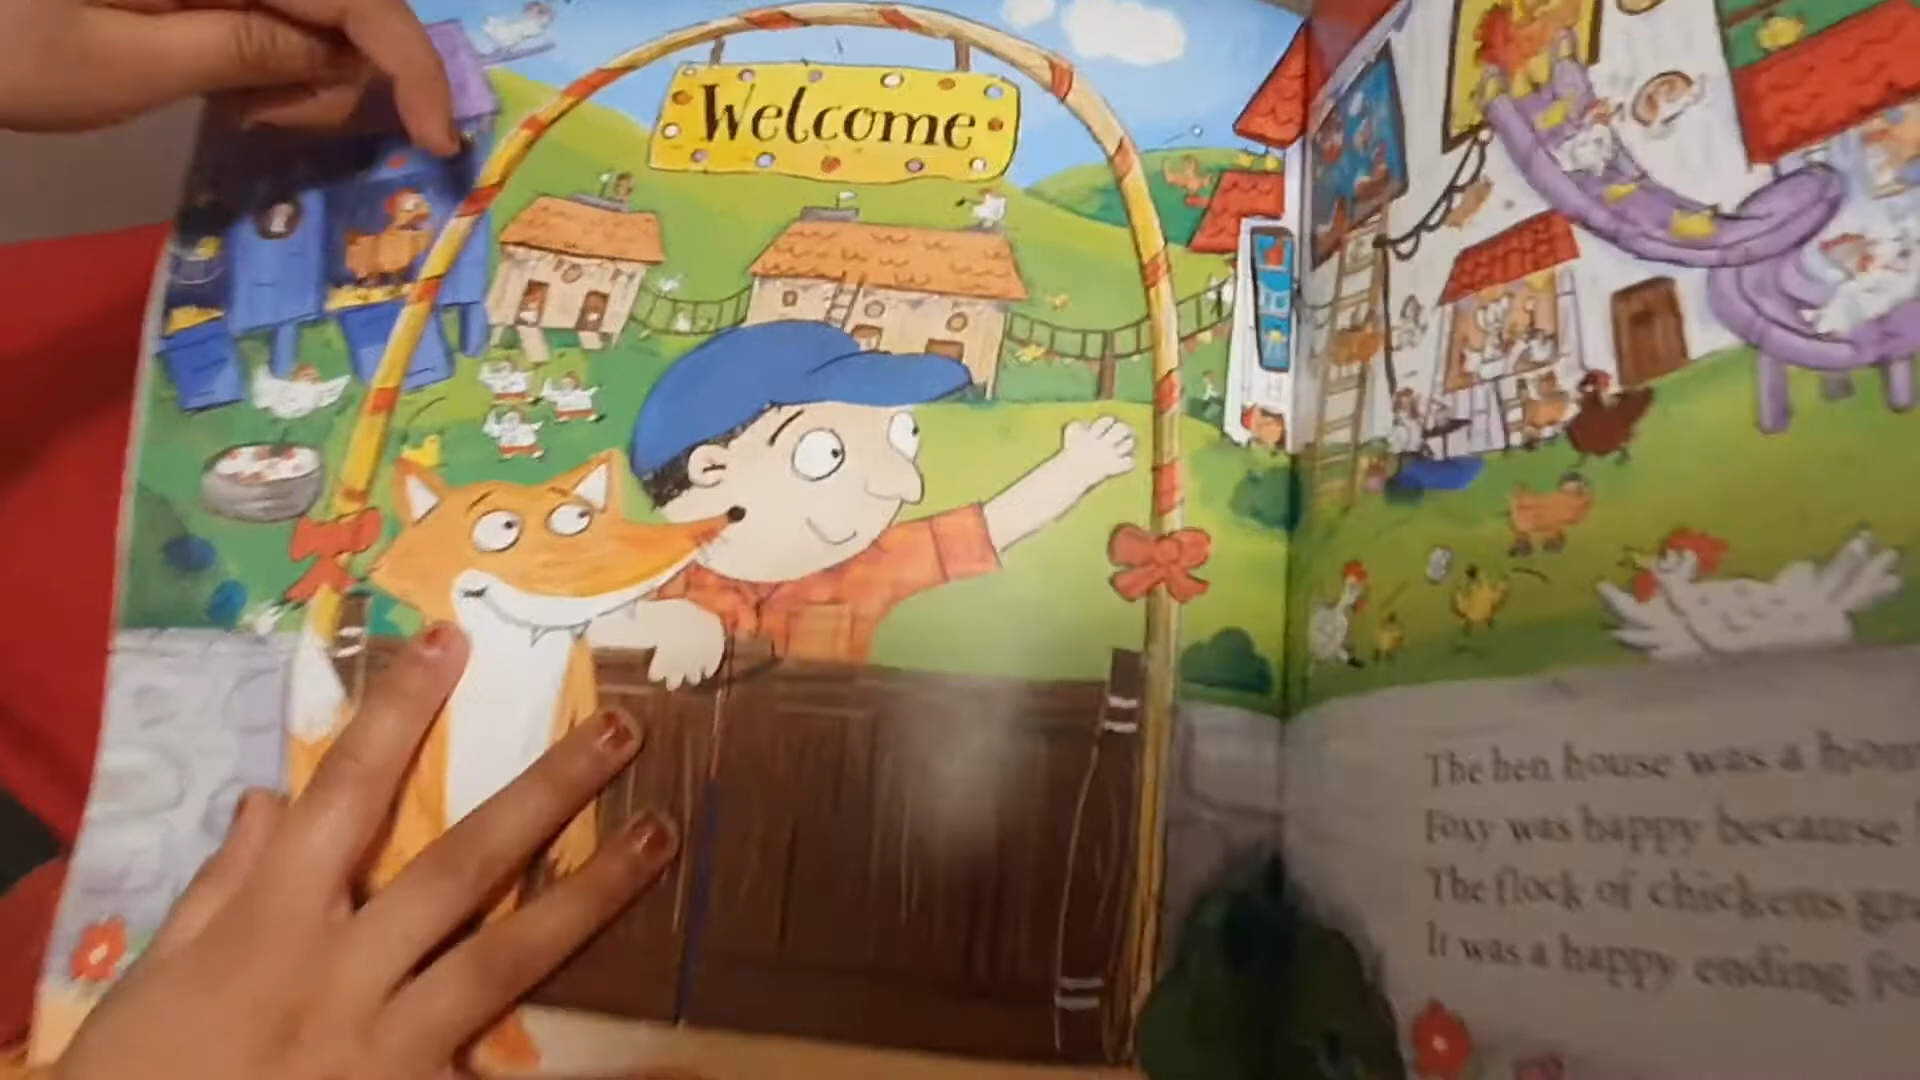 Welcome
The hen house was a
Foxy was happy because
The flock of chickens
It was a happy ending